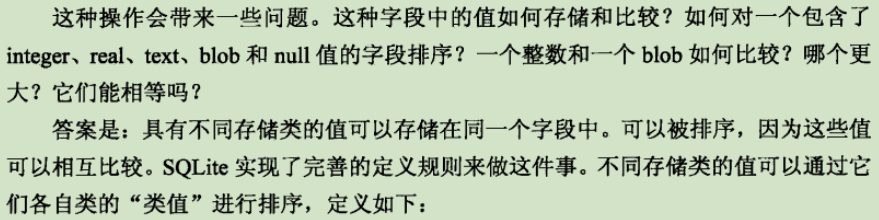 这种操作会带来一些问题。这种字段中的值如何存储和比较？如何对一个包含了
integer、real、text、blob 和 null 值的字段排序？一个整数和一个 blob 如何比较？哪个更
大？它们能相等吗？
答案是：具有不同存储类的值可以存储在同一个字段中。可以被排序，因为这些值
可以相互比较。SQLite 实现了完善的定义规则来做这件事。不同存储类的值可以通过它
们各自类的“类值”进行排序，定义如下：